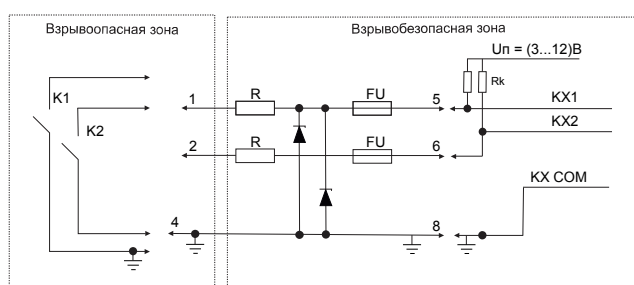 Взрывоопасная зона
Взрывобезопасная зона
Uп = (3...12)В
Rk
K1
1
R
FU
5
KX1
K2
KX2
2
R
FU
6
KX COM
4
8